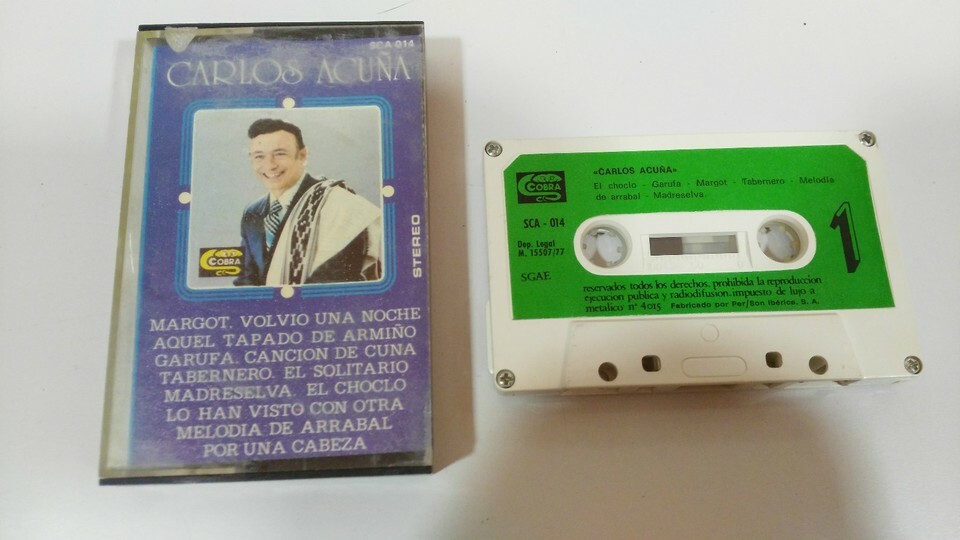 SCA 014
CARLOS ACUÑA
COBRA
STEREO
MARGOT. VOLVIO UNA NOCHE
AQUEL TAPADO DE ARMIÑO
GARUFA. CANCION DE CUNA
TABERNERO. EL SOLITARIO
MADRESELVA. EL CHOCLO
LO HAN VISTO CON OTRA
MELODIA DE ARRABAL
POR UNA CABEZA
«CARLOS ACUÑA»
COBRA
El choclo - Garufa - Margot - Tabernero - Melodía
de arrabal - Madreselva.
SCA - 014
1
Dep. Legal
M. 15507/77
SGAE
reservados todos los derechos. prohibida la reproduccion
ejecucion publica y radiodifusion. impuesto de lujo a
metalico nº 4015 Fabricado por Per/Son Ibérica, S. A.